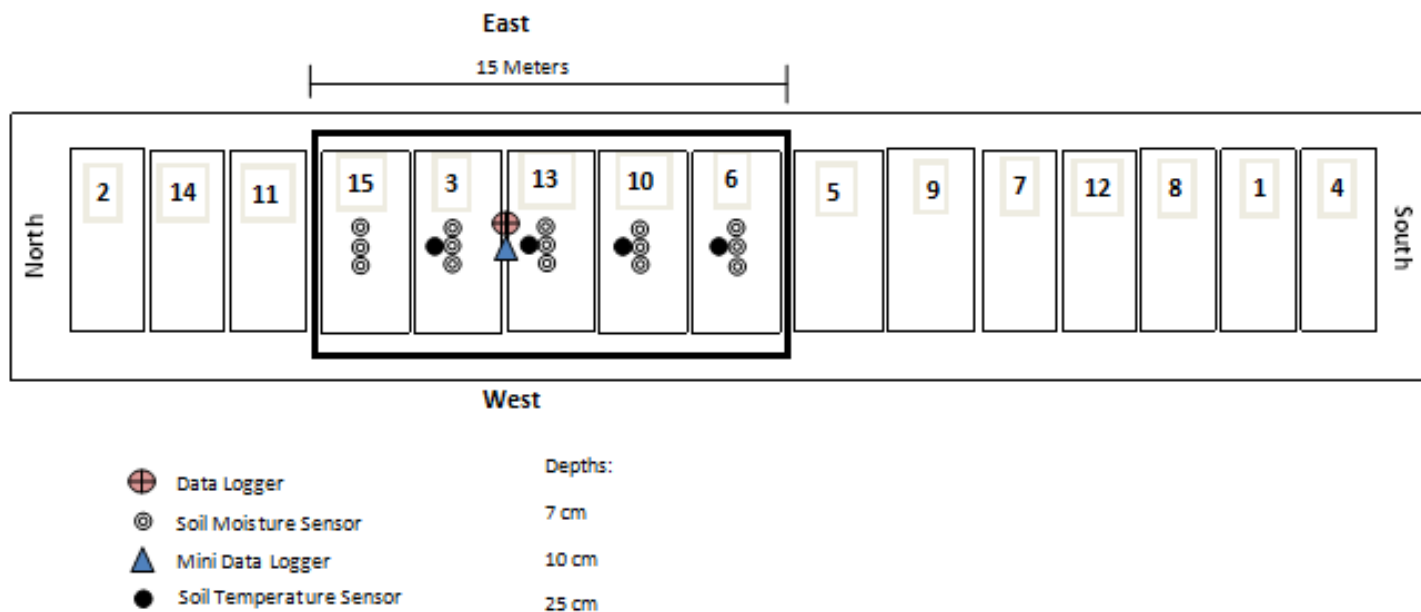 East
15 Meters
North
2
14
11
15
3
13
10
6
5
9
7
12
8
1
4
South
West
Depths:
Data Logger
7 cm
Soil Moisture Sensor
Mini Data Logger
10 cm
Soil Temperature Sensor
25 cm